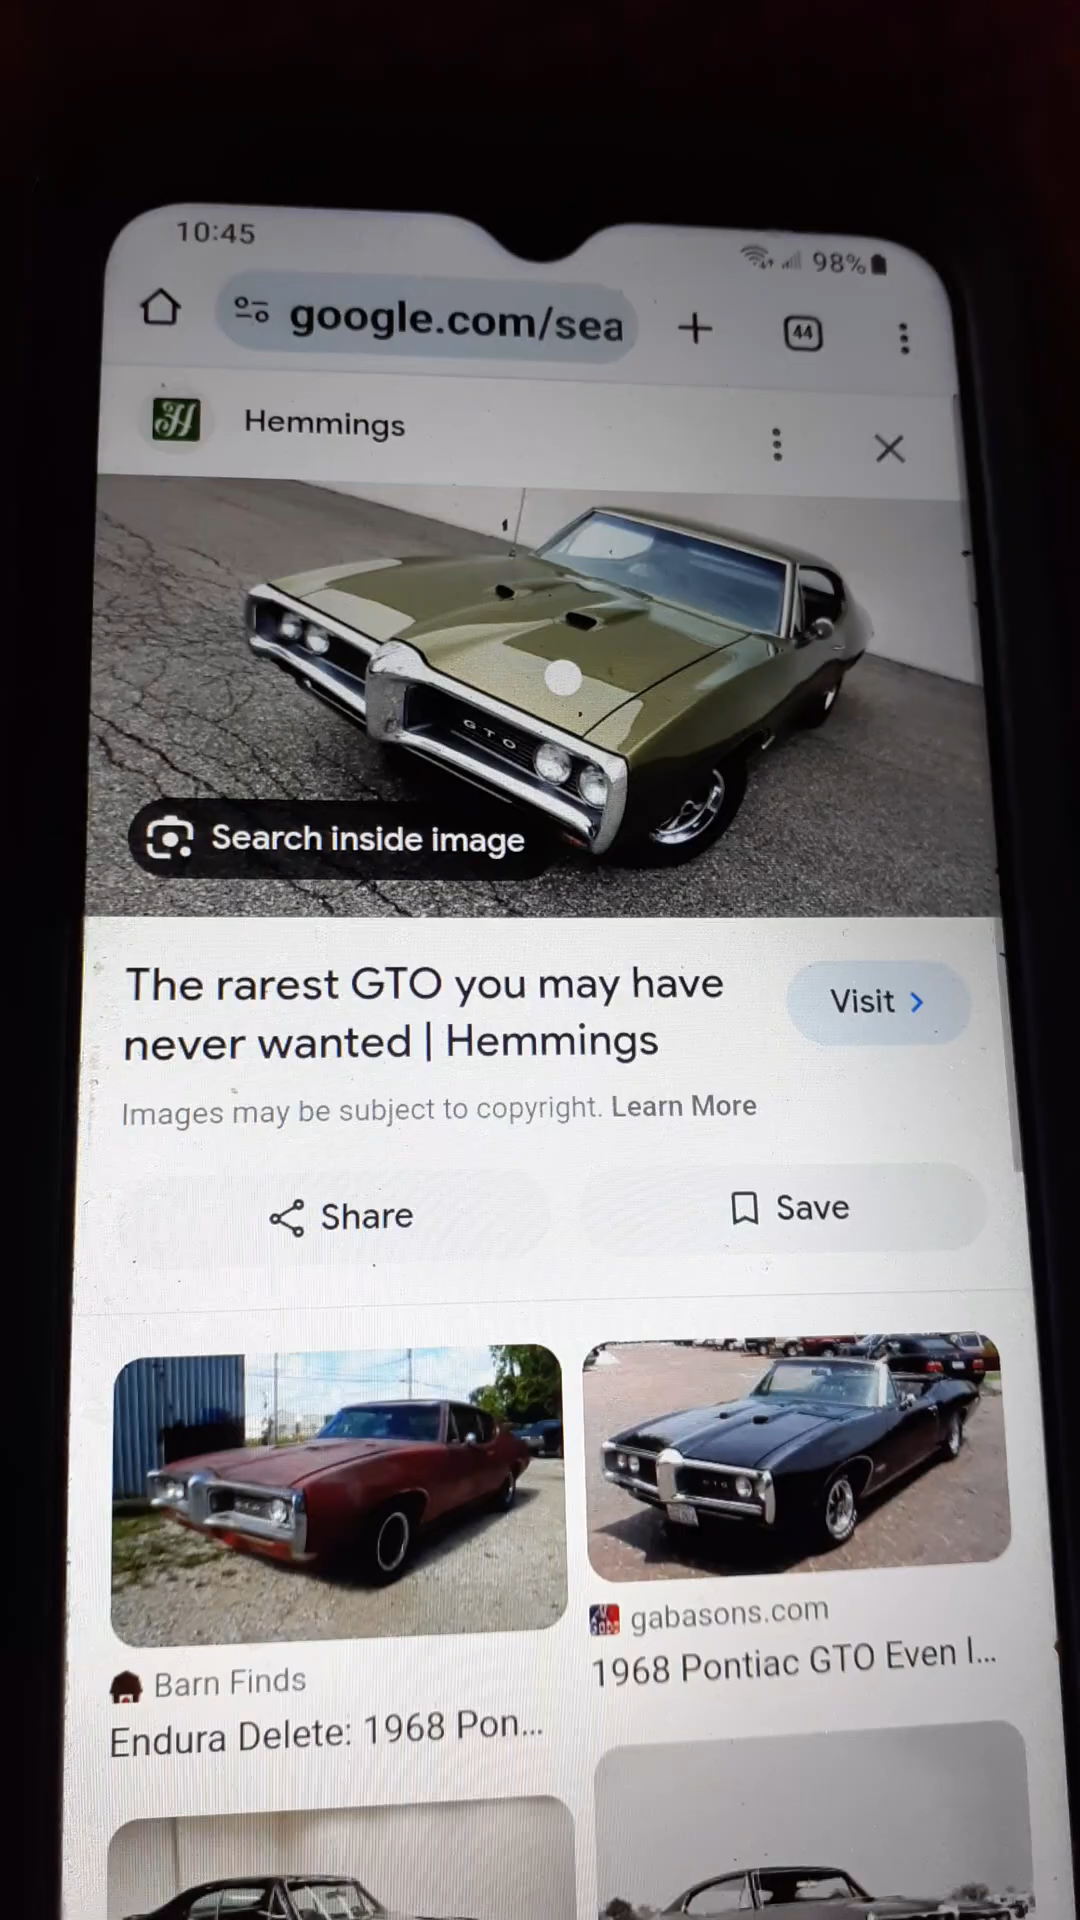 10:45
98%
google.com/sea
44
H
Hemmings
GTO
Search inside image
The rarest GTO you may have
never wanted | Hemmings
Visit
Images may be subject to copyright. Learn More
Share
Save
Barn Finds
Endura Delete: 1968 Pon...
gabasons.com
1968 Pontiac GTO Even I...